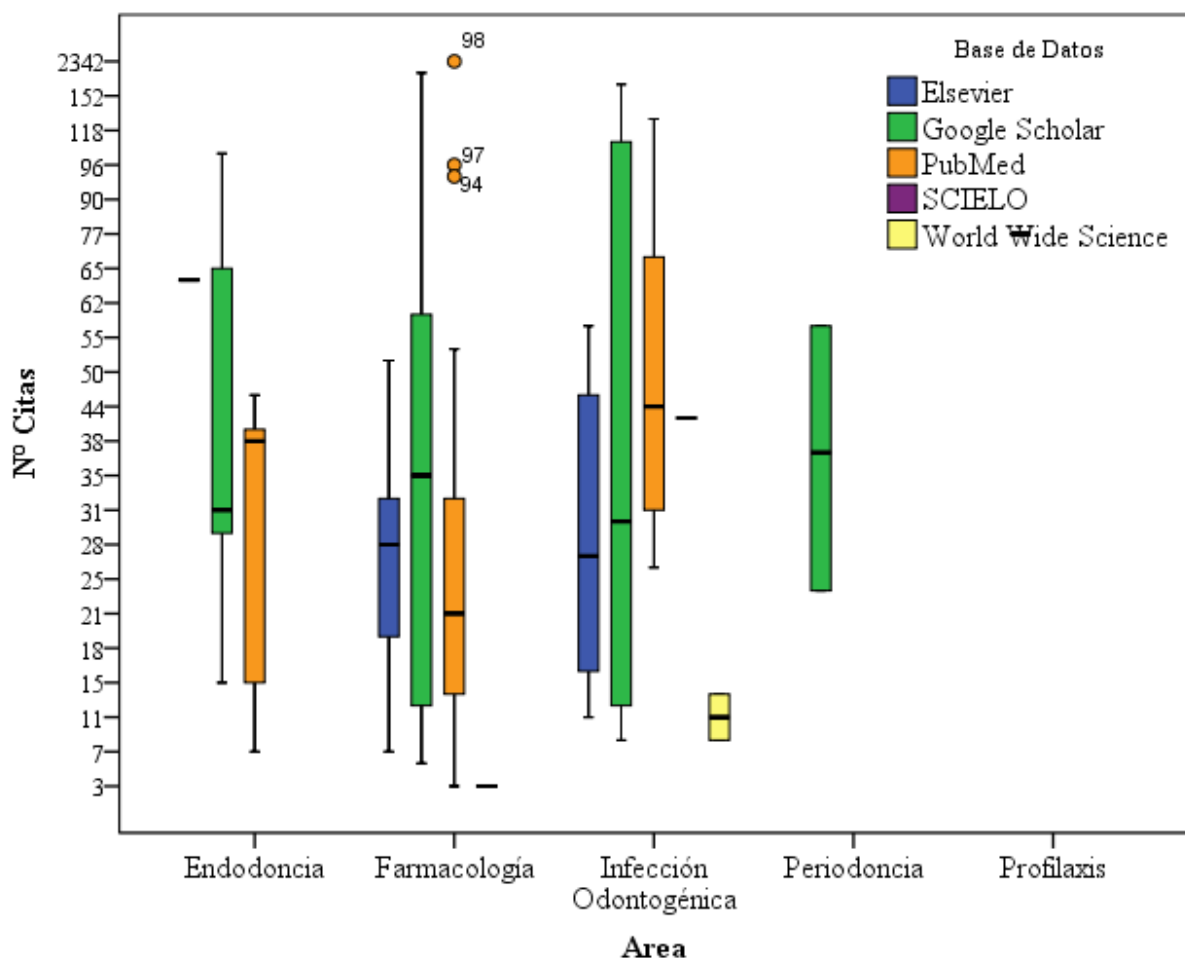 98
2342
152
118
96
90
77
65
62
55
50
44
38
35
31
28
25
21
18
15
11
7
3
97
94
Nº Citas
Base de Datos
Elsevier
Google Scholar
PubMed
SCIELO
World Wide Science
Endodoncia
Farmacología
Infección
Odontogénica
Periodoncia
Profilaxis
Area